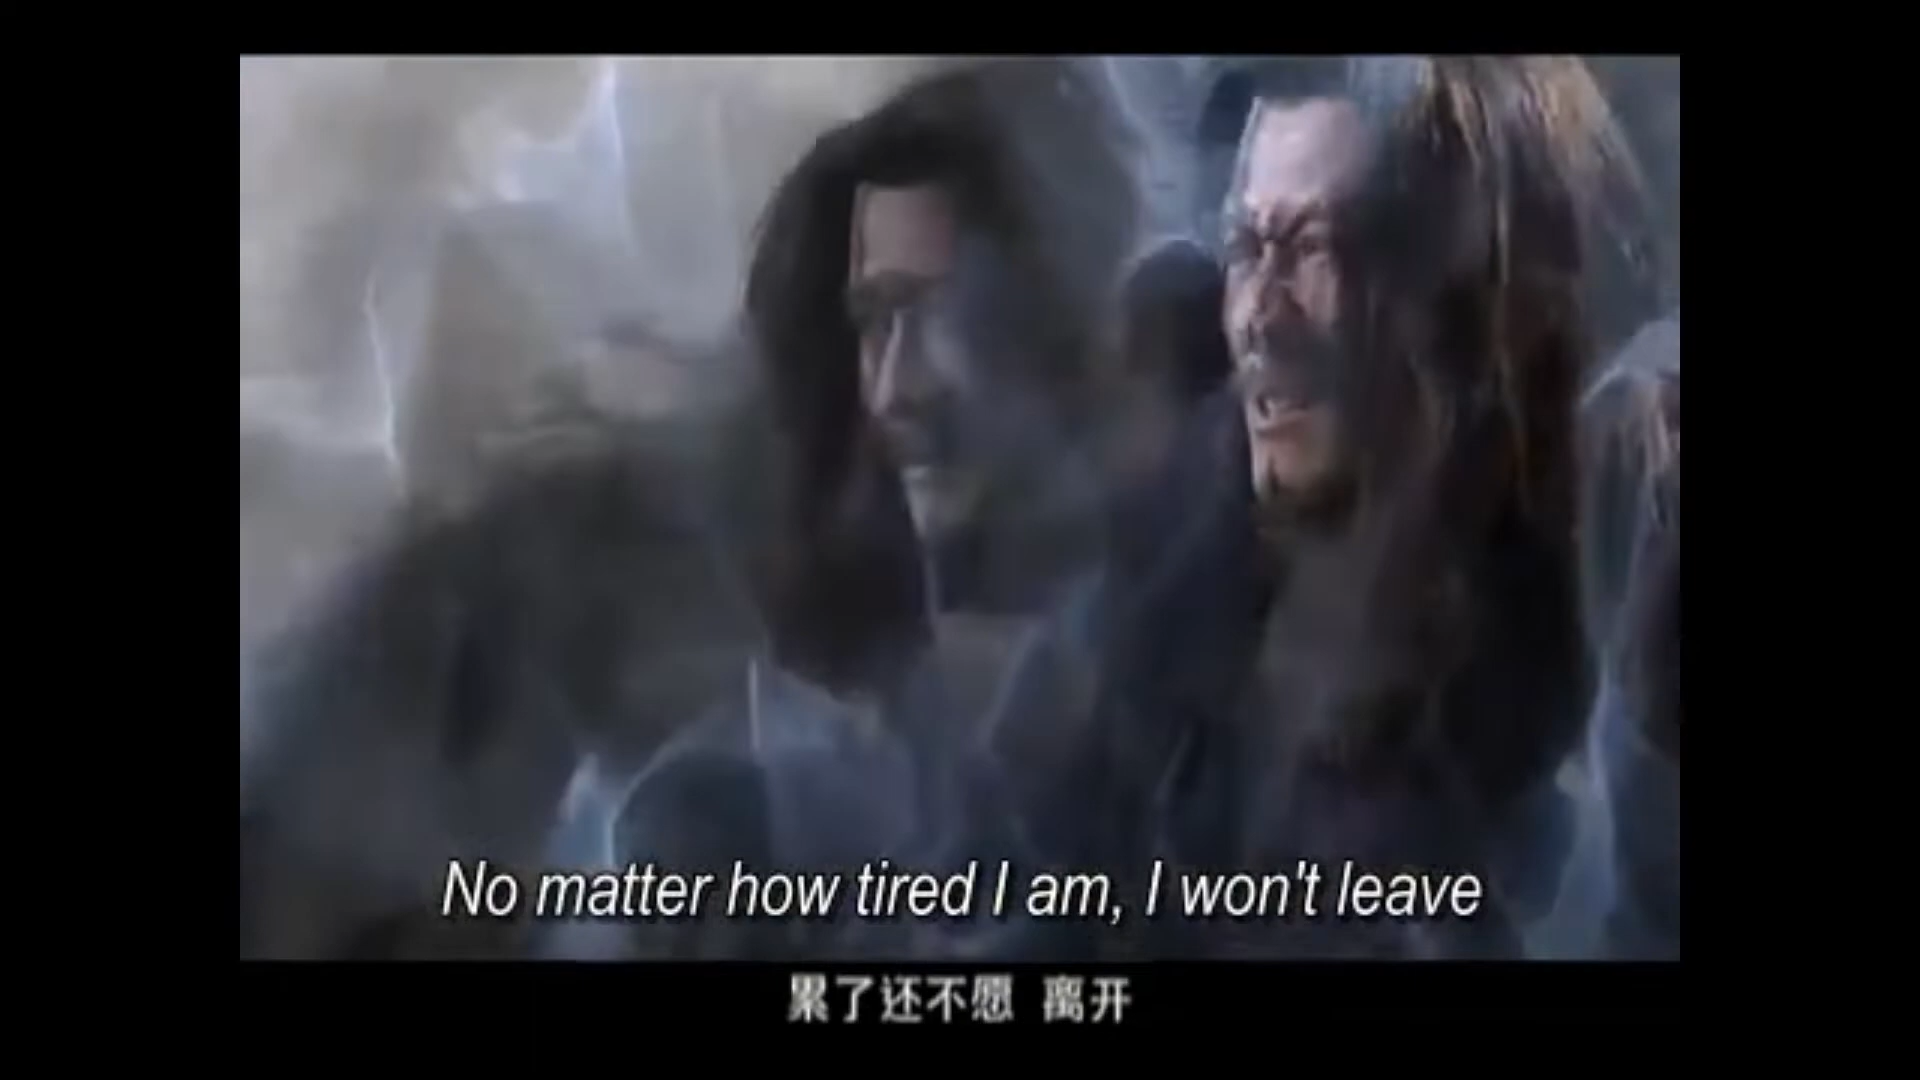 No matter how tired I am, I won't leave
累了还不愿 离开